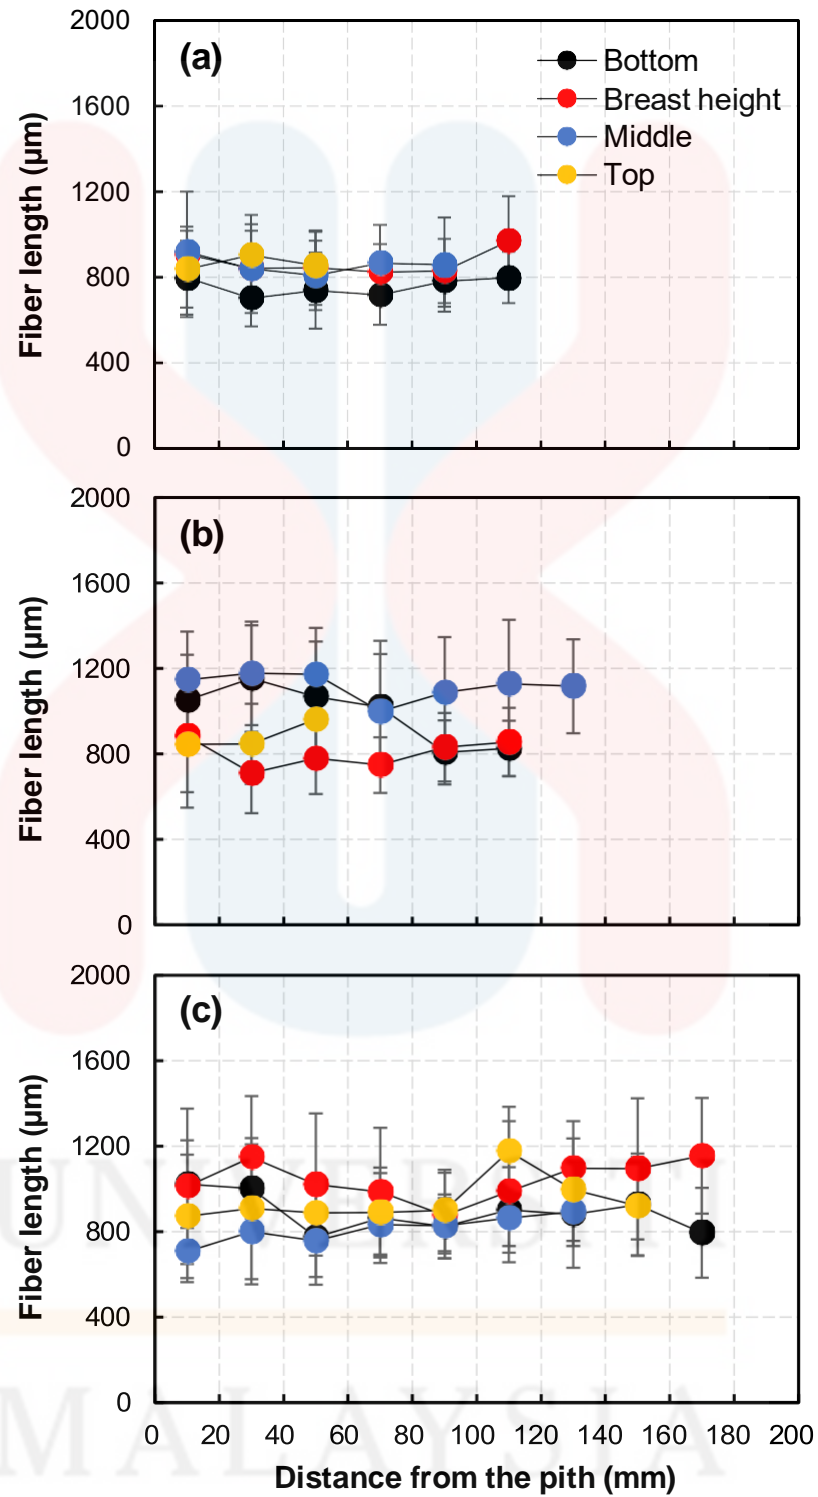 2000
(a)
Bottom
Breast height
Middle
Top
1600
1200
800
400
0
Fiber length (µm)
2000
(b)
1600
1200
800
400
0
Fiber length (µm)
2000
(c)
1600
1200
800
400
0
Fiber length (µm)
0 20 40 60 80 100 120 140 160 180 200
Distance from the pith (mm)
UNIVERSITI
MALAYSIA